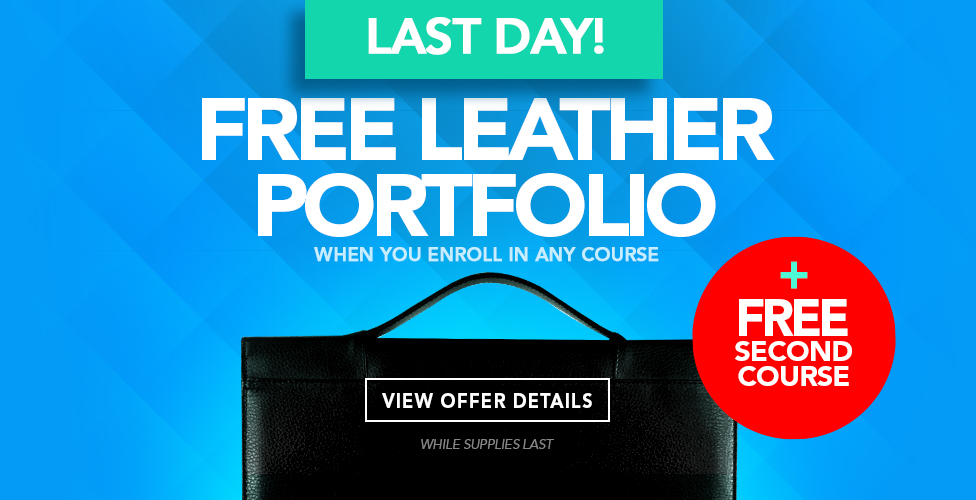 LAST DAY!
FREE LEATHER
PORTFOLIO
WHEN YOU ENROLL IN ANY COURSE
+
FREE
SECOND
COURSE
VIEW OFFER DETAILS
WHILE SUPPLIES LAST